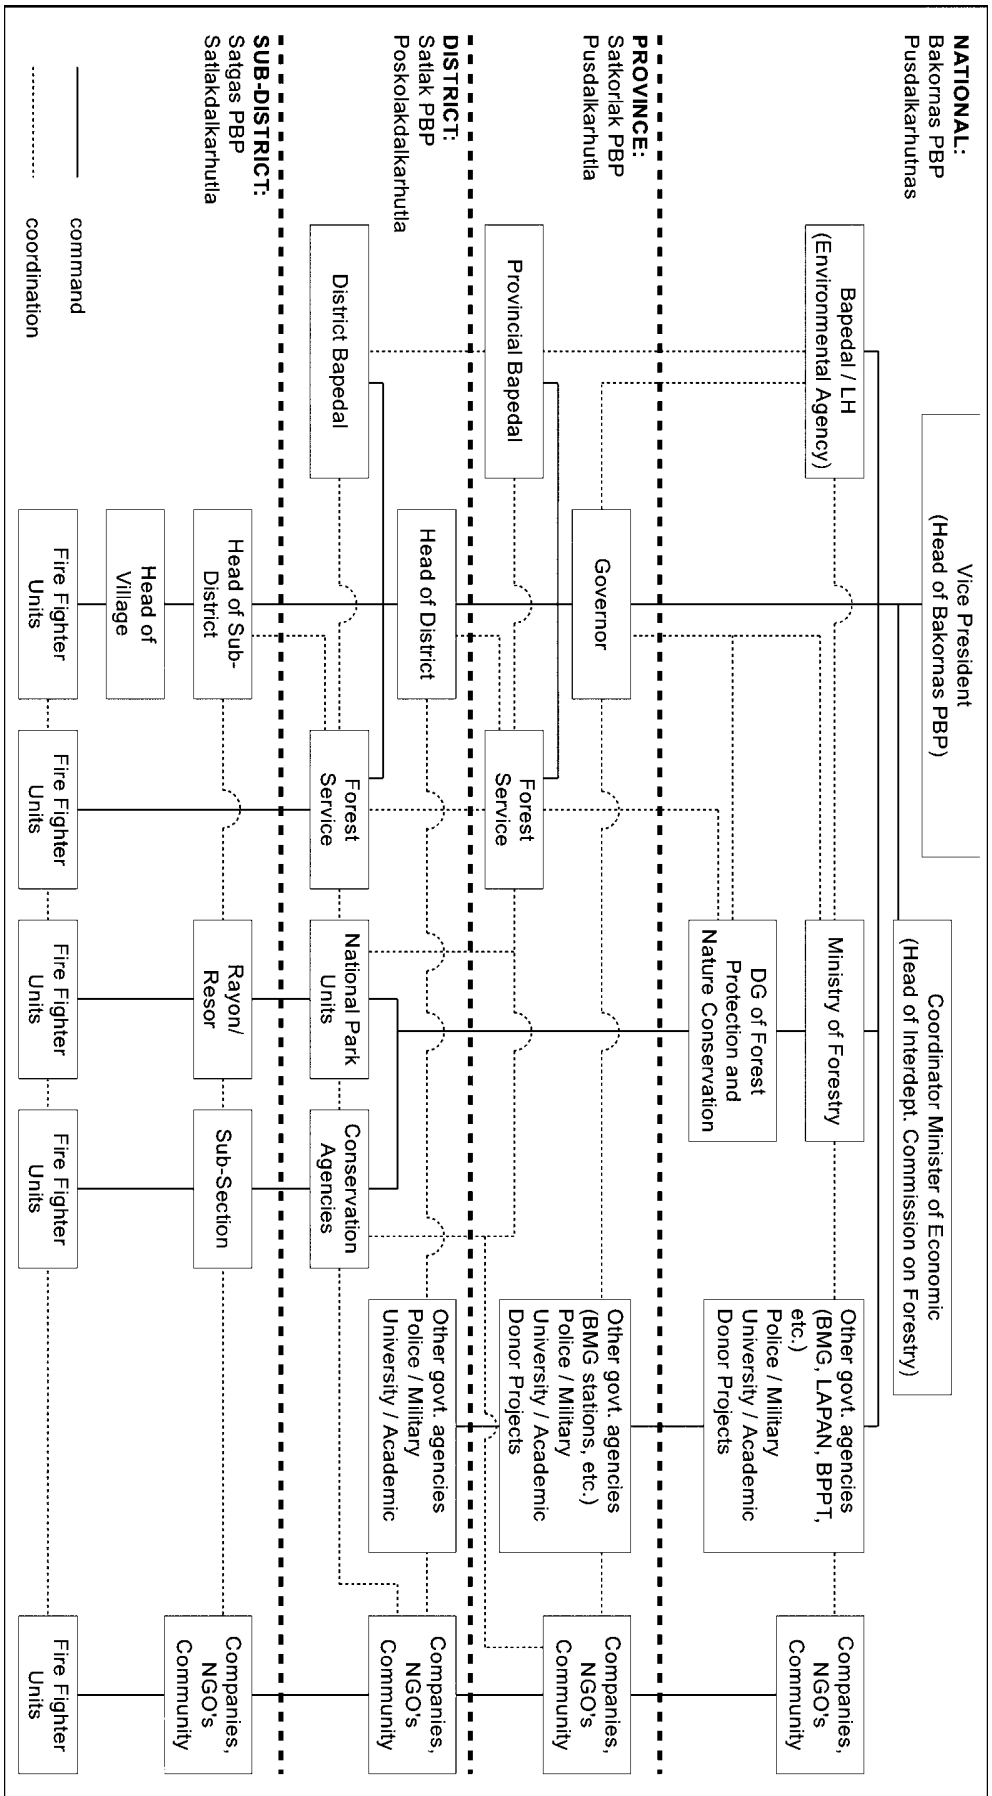 NATIONAL:
Bakornas PBP
Pusdalkarhutnas
Vice President
(Head of Bakornas PBP)
Coordinator Minister of Economic
(Head of Interdept. Commission on Forestry)
Bapedal / LH
(Environmental Agency)
Ministry of Forestry
DG of Forest
Protection and
Nature Conservation
Other govt. agencies
(BMG, LAPAN, BPPT,
etc.)
Police / Military
University / Academic
Donor Projects
Companies,
NGO's
Community
PROVINCE:
Satkorlak PBP
Pusdalkarhutla
Governor
Provincial Bapedal
Forest
Service
Other govt. agencies
(BMG stations, etc.)
Police / Military
University / Academic
Donor Projects
Companies,
NGO's
Community
DISTRICT:
Satlak PBP
Poskolakdalkarhutla
Head of District
District Bapedal
Forest
Service
National Park
Units
Conservation
Agencies
Other govt. agencies
Police / Military
University / Academic
Companies,
NGO's
Community
SUB-DISTRICT:
Satgas PBP
Satlakdalkarhutla
Head of Sub-
District
Rayon/
Resor
Sub-Section
Companies,
NGO's
Community
Head of
Village
Fire Fighter
Units
Fire Fighter
Units
Fire Fighter
Units
Fire Fighter
Units
Fire Fighter
Units
command
coordination